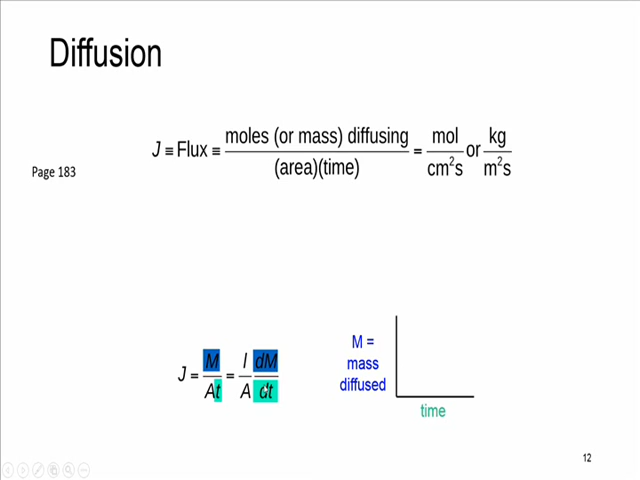 Diffusion
J ≡ Flux ≡ moles (or mass) diffusing / (area)(time) = mol / cm²s or kg / m²s
Page 183
J = M / At = l / A dM / dt
M =
mass
diffused
time
12